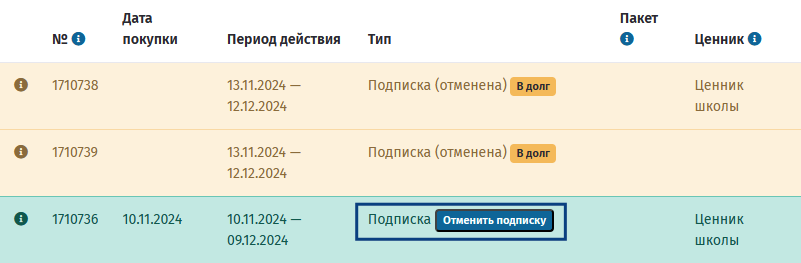 № Дата покупки Период действия Тип Пакет Ценник
1710738 13.11.2024 — 12.12.2024 Подписка (отменена) В долг Ценник школы
1710739 13.11.2024 — 12.12.2024 Подписка (отменена) В долг
1710736 10.11.2024 10.11.2024 — 09.12.2024 Подписка Отменить подписку Ценник школы